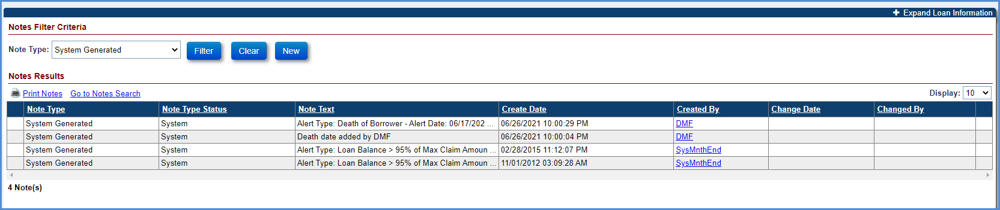 Expand Loan Information
Notes Filter Criteria
Note Type: System Generated Filter Clear New
Notes Results
Print Notes Go to Notes Search Display: 10
Note Type Note Type Status Note Text Create Date Created By Change Date Changed By
System Generated System Alert Type: Death of Borrower - Alert Date: 06/17/202 ... 06/26/2021 10:00:29 PM DMF
System Generated System Death date added by DMF 06/26/2021 10:00:04 PM DMF
System Generated System Alert Type: Loan Balance > 95% of Max Claim Amoun ... 02/28/2015 11:12:07 PM SysMnthEnd
System Generated System Alert Type: Loan Balance > 95% of Max Claim Amoun ... 11/01/2012 03:09:28 AM SysMnthEnd
4 Note(s)